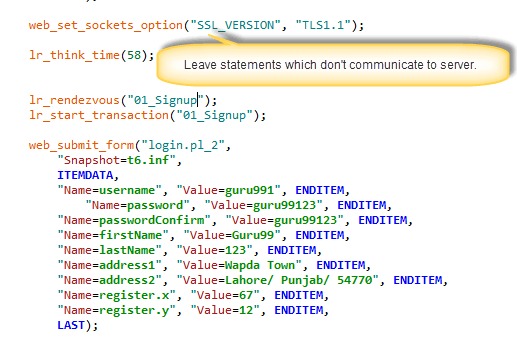 web_set_sockets_option("SSL_VERSION", "TLS1.1");
lr_think_time(58);
Leave statements which don't communicate to server.
lr_rendezvous("01_Signup");
lr_start_transaction("01_Signup");
web_submit_form("login.pl_2",
"Snapshot=t6.inf",
ITEMDATA,
"Name=username", "Value=guru991", ENDITEM,
"Name=password", "Value=guru99123", ENDITEM,
"Name=passwordConfirm", "Value=guru99123", ENDITEM,
"Name=firstName", "Value=Guru99", ENDITEM,
"Name=lastName", "Value=123", ENDITEM,
"Name=address1", "Value=Wapda Town", ENDITEM,
"Name=address2", "Value=Lahore/ Punjab/ 54770", ENDITEM,
"Name=register.x", "Value=67", ENDITEM,
"Name=register.y", "Value=12", ENDITEM,
LAST);